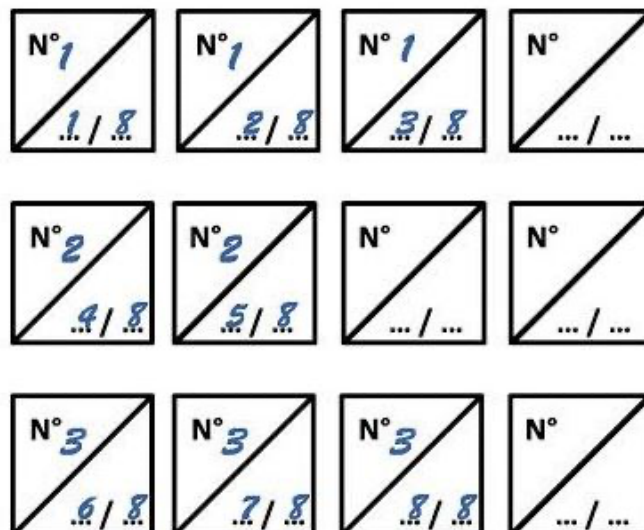 N° 1 N° 1 N° 1 N°
1 / 8 2 / 8 3 / 8 ... / ...
N° 2 N° 2 N° N°
4 / 8 5 / 8 ... / ... ... / ...
N° 3 N° 3 N° 3 N°
6 / 8 7 / 8 8 / 8 ... / ...